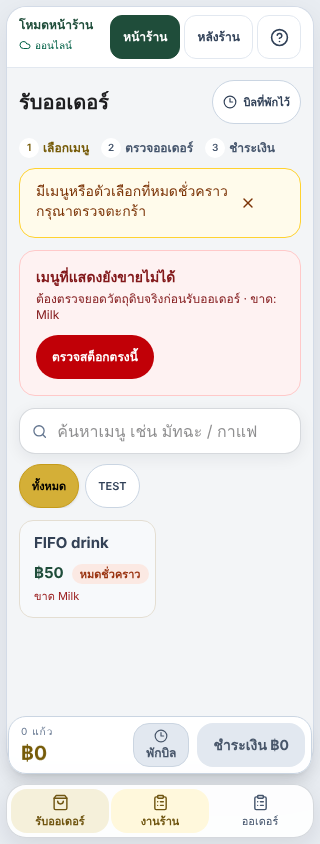 โหมดหน้าร้าน
ออนไลน์
หน้าร้าน
หลังร้าน
รับออเดอร์
บิลที่พักไว้
1 เลือกเมนู 2 ตรวจออเดอร์ 3 ชำระเงิน
มีเมนูหรือตัวเลือกที่หมดชั่วคราว
กรุณาตรวจตะกร้า
เมนูที่แสดงยังขายไม่ได้
ต้องตรวจยอดวัตถุดิบจริงก่อนรับออเดอร์ · ขาด:
Milk
ตรวจสต็อกตรงนี้
ค้นหาเมนู เช่น มัทฉะ / กาแฟ
ทั้งหมด TEST
FIFO drink
฿50 หมดชั่วคราว
ขาด Milk
0 แก้ว
฿0
พักบิล
ชำระเงิน ฿0
รับออเดอร์ งานร้าน ออเดอร์